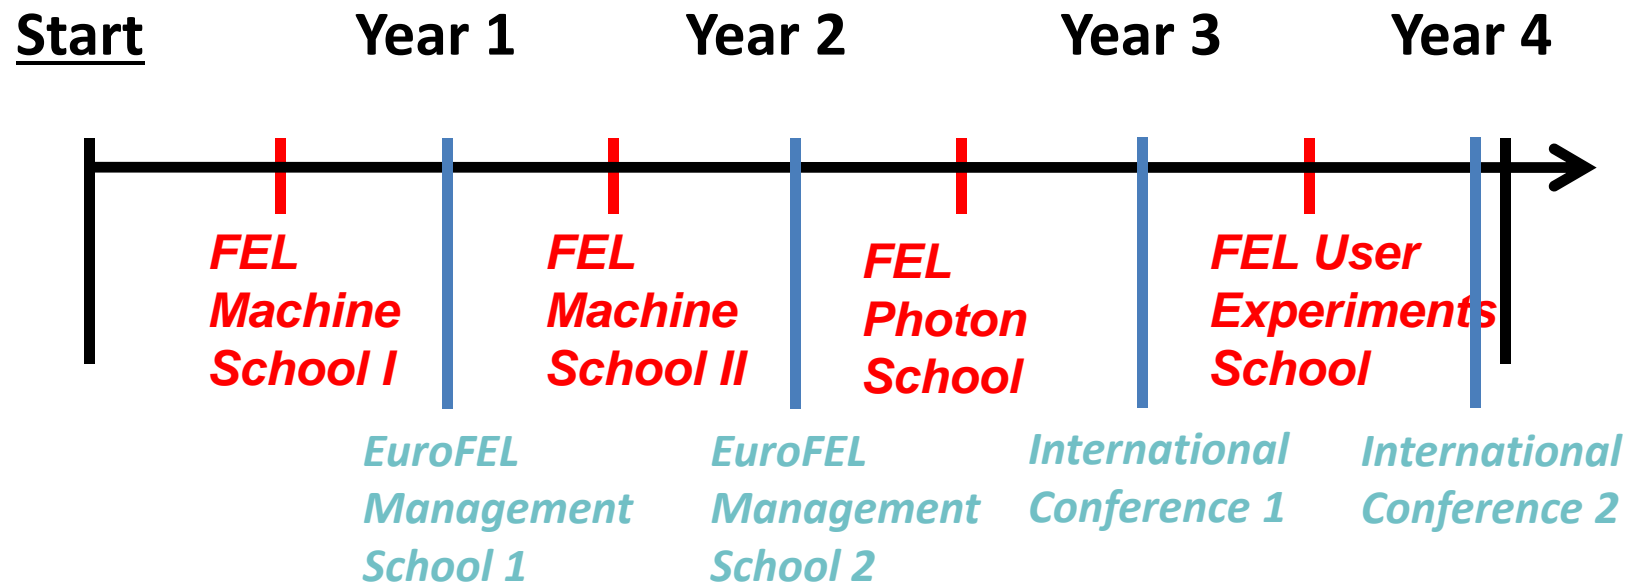 Start
Year 1
Year 2
Year 3
Year 4
FEL
Machine
School I
FEL
Machine
School II
FEL
Photon
School
FEL User
Experiments
School
EuroFEL
Management
School 1
EuroFEL
Management
School 2
International
Conference 1
International
Conference 2